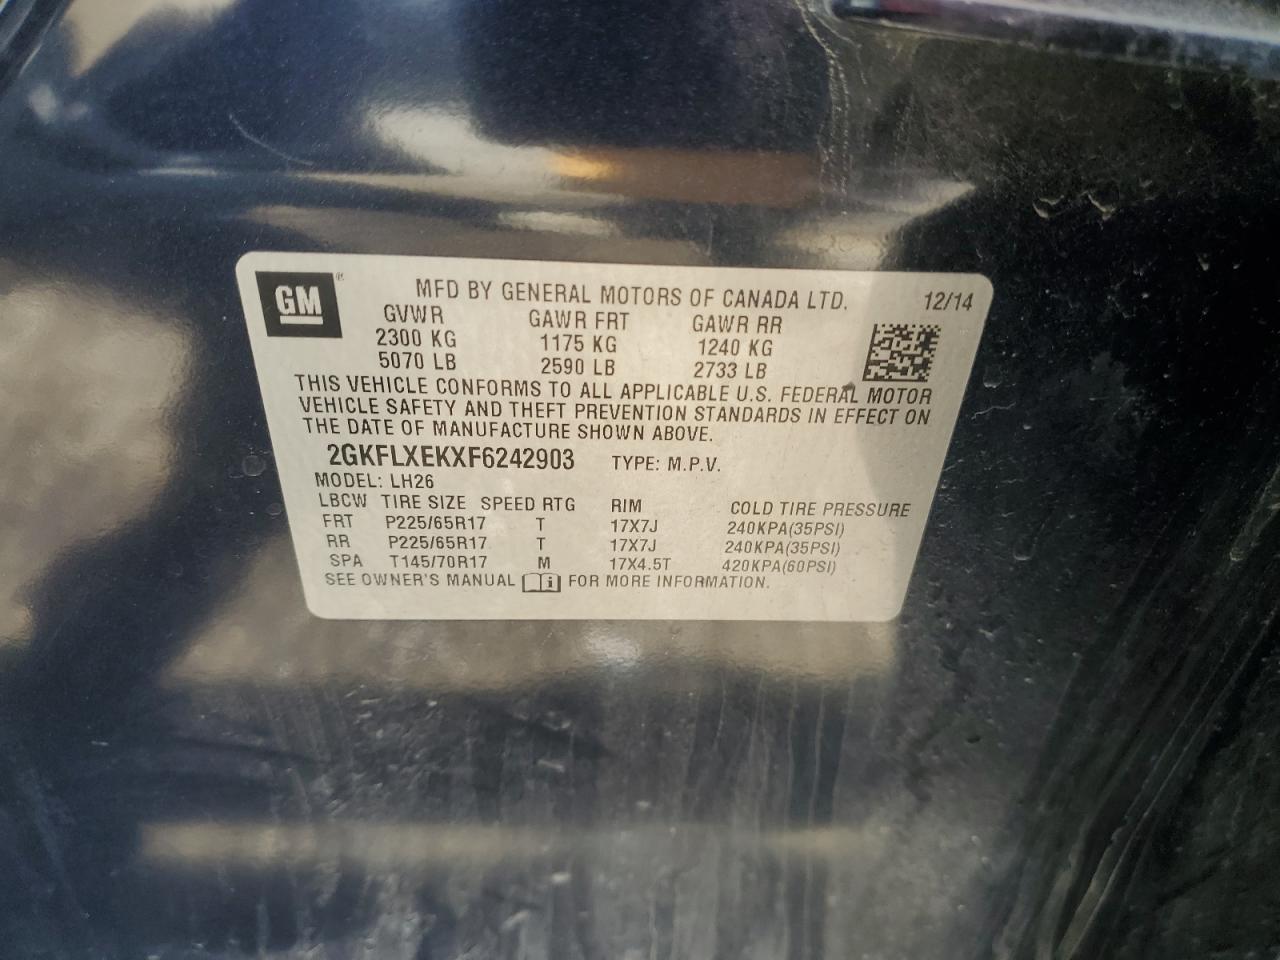 GM ®
MFD BY GENERAL MOTORS OF CANADA LTD. 12/14
GVWR GAWR FRT GAWR RR
2300 KG 1175 KG 1240 KG
5070 LB 2590 LB 2733 LB
THIS VEHICLE CONFORMS TO ALL APPLICABLE U.S. FEDERAL MOTOR
VEHICLE SAFETY AND THEFT PREVENTION STANDARDS IN EFFECT ON
THE DATE OF MANUFACTURE SHOWN ABOVE.
2GKFLXEKXF6242903 TYPE: M.P.V.
MODEL: LH26
LBCW TIRE SIZE SPEED RTG RIM COLD TIRE PRESSURE
FRT P225/65R17 T 17X7J 240KPA(35PSI)
RR P225/65R17 T 17X7J 240KPA(35PSI)
SPA T145/70R17 M 17X4.5T 420KPA(60PSI)
SEE OWNER'S MANUAL i FOR MORE INFORMATION.